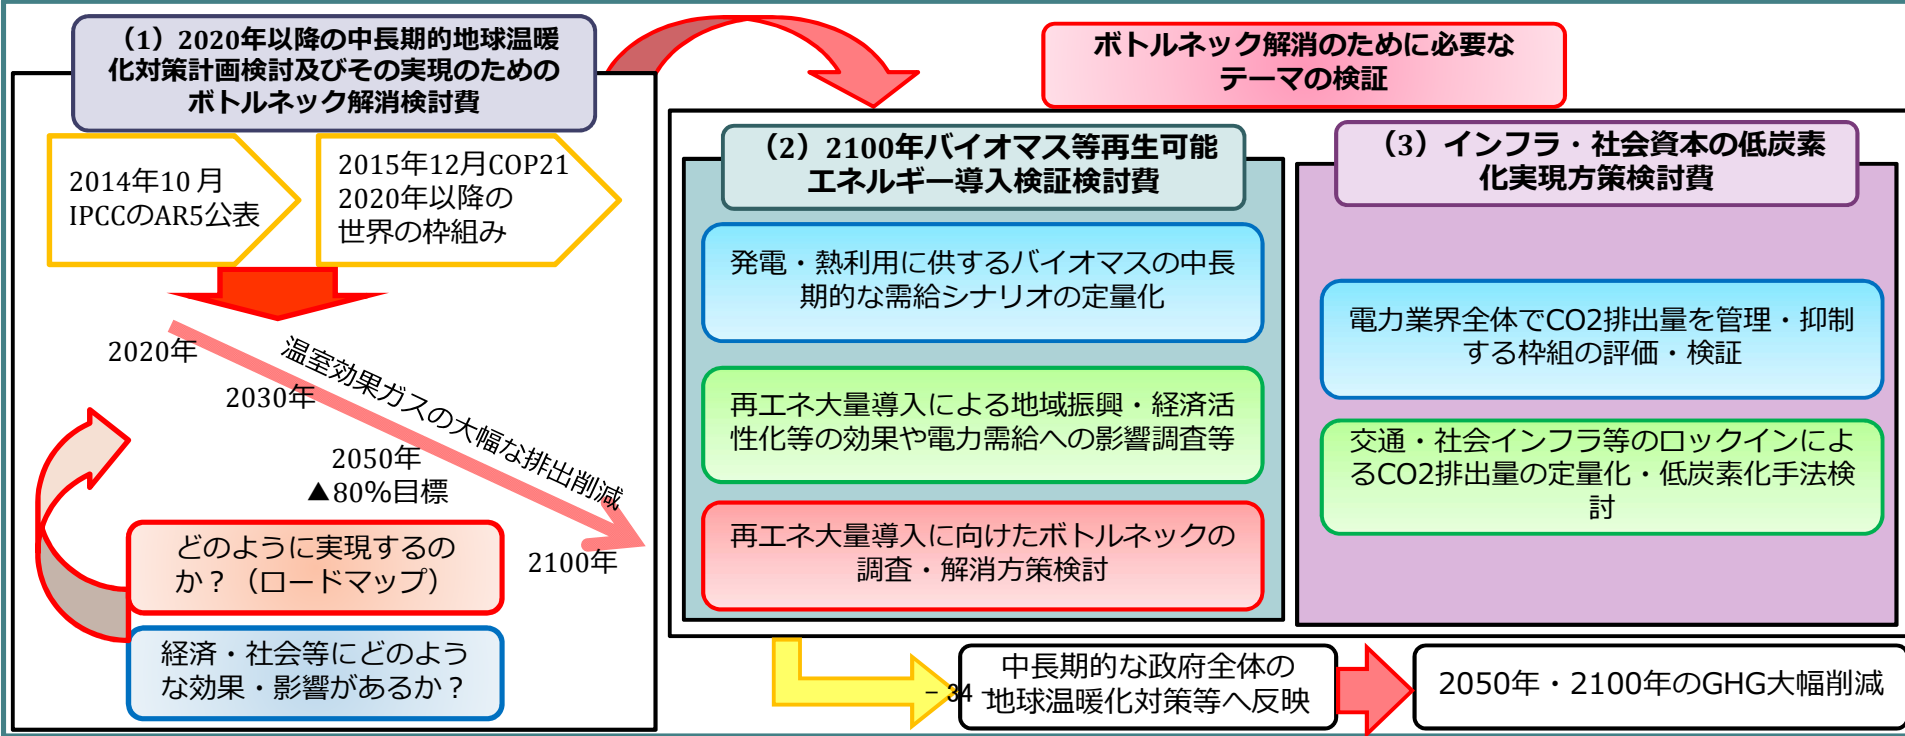 （1）2020年以降の中長期的地球温暖
化対策計画検討及びその実現のための
ボトルネック解消検討費
2014年10 月
IPCCのAR5公表
2015年12月COP21
2020年以降の
世界の枠組み
2020年
2030年
2050年
▲80%目標
2100年
温室効果ガスの大幅な排出削減
どのように実現するの
か？（ロードマップ）
経済・社会等にどのよう
な効果・影響があるか？
ボトルネック解消のために必要な
テーマの検証
（2）2100年バイオマス等再生可能
エネルギー導入検証検討費
発電・熱利用に供するバイオマスの中長
期的な需給シナリオの定量化
再エネ大量導入による地域振興・経済活
性化等の効果や電力需給への影響調査等
再エネ大量導入に向けたボトルネックの
調査・解消方策検討
（3）インフラ・社会資本の低炭素
化実現方策検討費
電力業界全体でCO2排出量を管理・抑制
する枠組の評価・検証
交通・社会インフラ等のロックインによ
るCO2排出量の定量化・低炭素化手法検
討
中長期的な政府全体の
地球温暖化対策等へ反映
− 34 −
2050年・2100年のGHG大幅削減